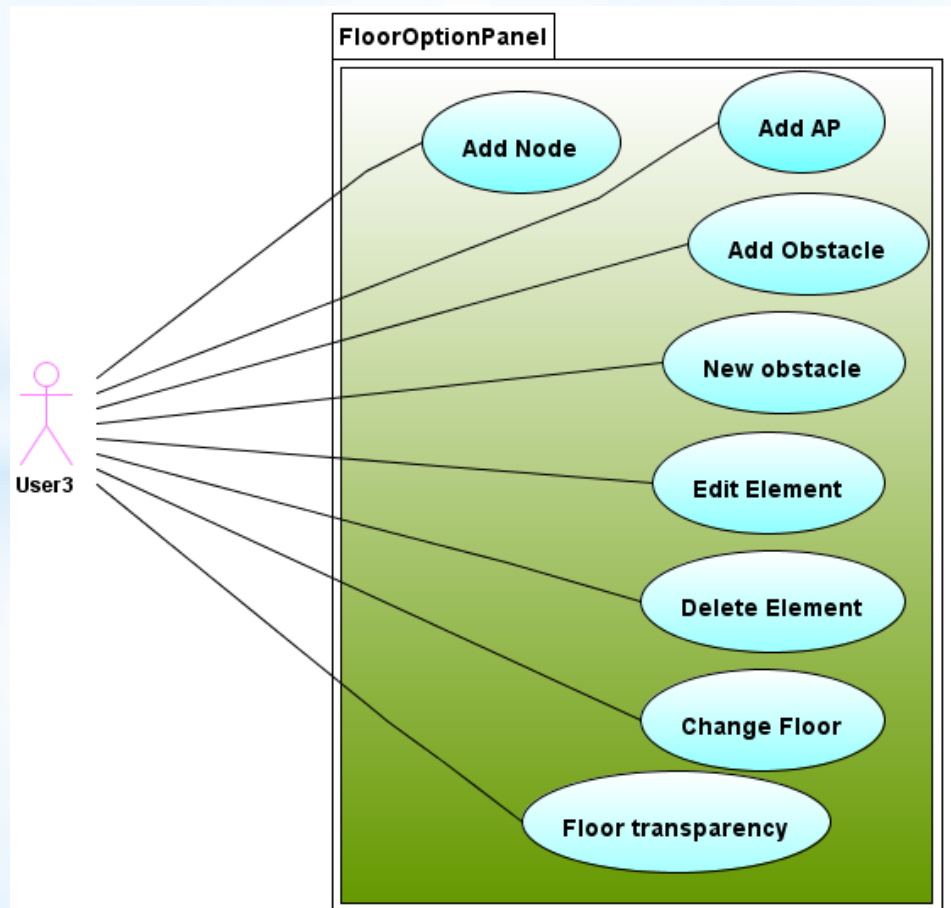 FloorOptionPanel
Add Node
Add AP
Add Obstacle
New obstacle
Edit Element
User3
Delete Element
Change Floor
Floor transparency